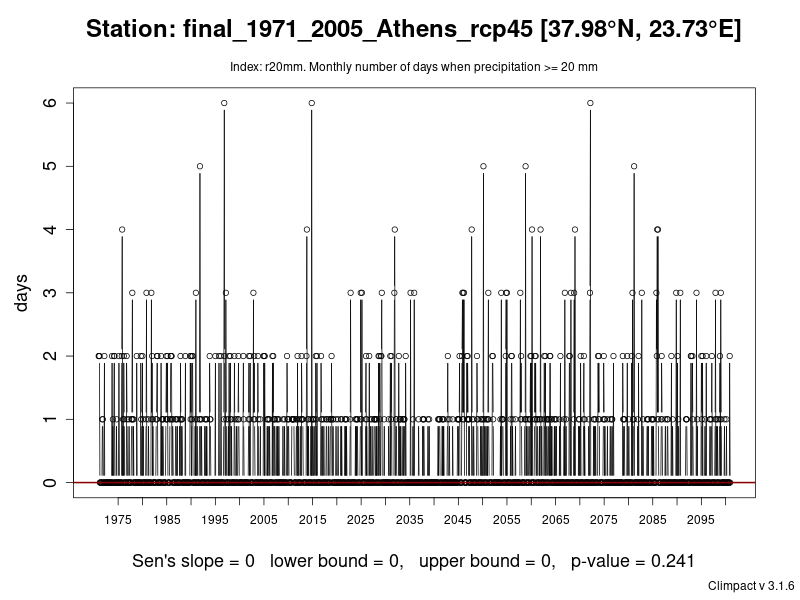 Station: final_1971_2005_Athens_rcp45 [37.98°N, 23.73°E]
Index: r20mm. Monthly number of days when precipitation >= 20 mm
6
5
4
3
2
1
0
days
1975 1985 1995 2005 2015 2025 2035 2045 2055 2065 2075 2085 2095
Sen's slope = 0 lower bound = 0, upper bound = 0, p-value = 0.241
Climpact v 3.1.6